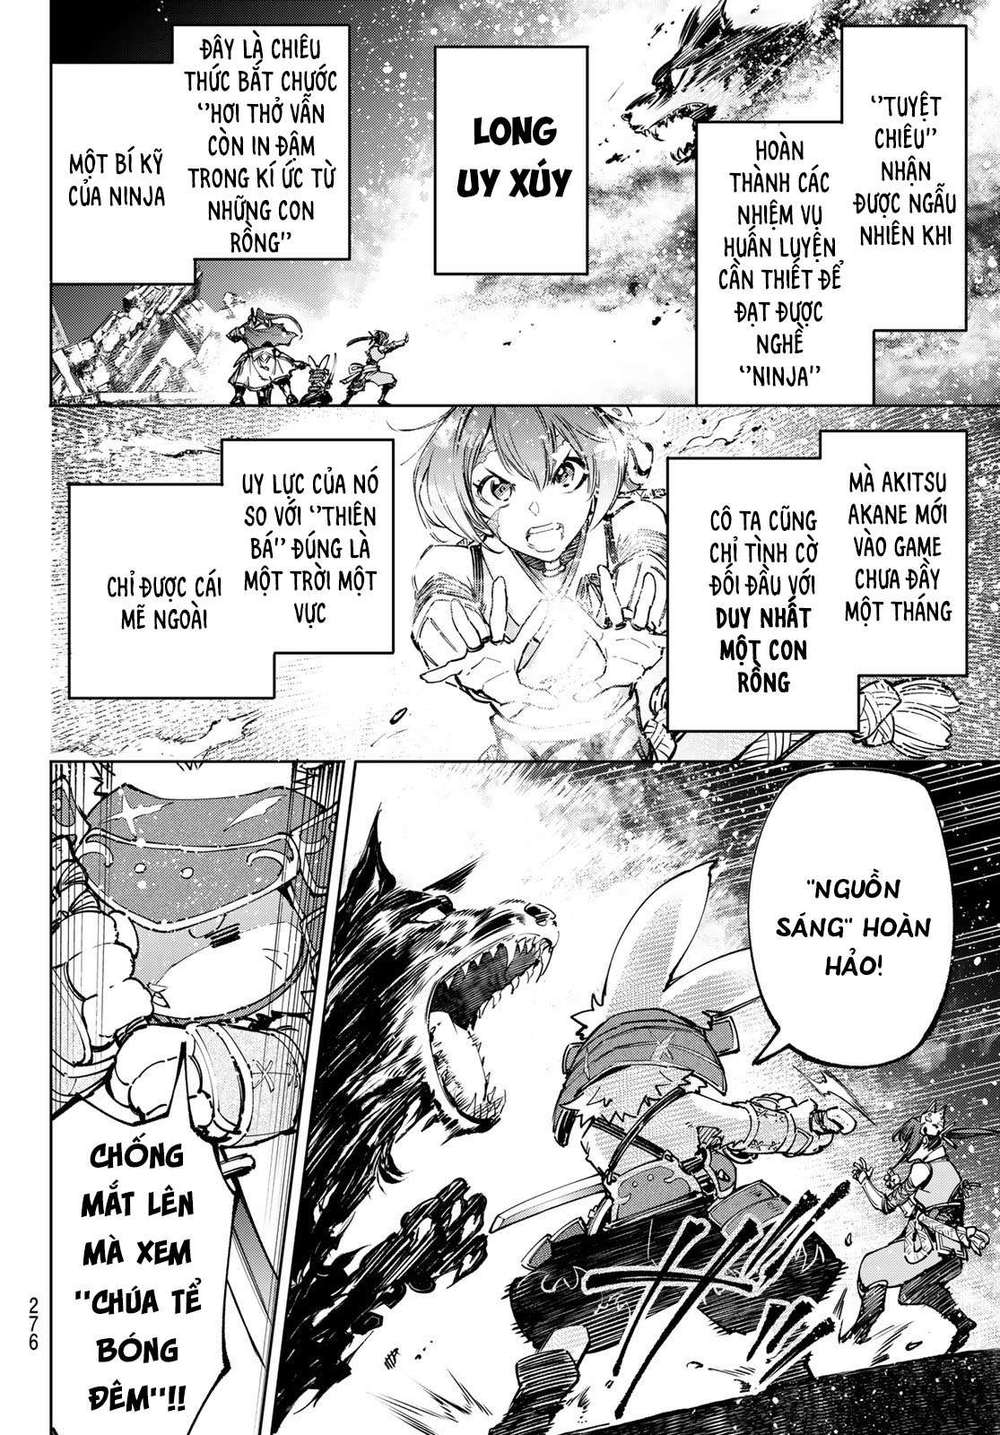 "TUYỆT
CHIÊU"
NHẬN
ĐƯỢC NGẪU
NHIÊN KHI
HOÀN
THÀNH CÁC
NHIỆM VỤ
HUẤN LUYỆN
CẦN THIẾT ĐỂ
ĐẠT ĐƯỢC
NGHỀ
"NINJA"
LONG
UY XÚY
ĐÂY LÀ CHIÊU
THỨC BẮT CHƯỚC
"HƠI THỞ VẪN
CÒN IN ĐÂM
TRONG KÍ ỨC TỪ
NHỮNG CON
RỒNG"
MỘT BÍ KỸ
CỦA NINJA
MÀ AKITSU
AKANE MỚI
VÀO GAME
CHƯA ĐẦY
MỘT THÁNG
CÔ TA CŨNG
CHỈ TÌNH CỜ
ĐỐI ĐẦU VỚI
DUY NHẤT
MỘT CON
RỒNG
UY LỰC CỦA NÓ
SO VỚI "THIÊN
BÁ" ĐÚNG LÀ
MỘT TRỜI MỘT
VỰC
CHỈ ĐƯỢC CÁI
MẼ NGOÀI
"NGUỒN
SÁNG" HOÀN
HẢO!
CHỐNG
MẮT LÊN
MÀ XEM
"CHÚA TỂ
BÓNG
ĐÊM"!!
276